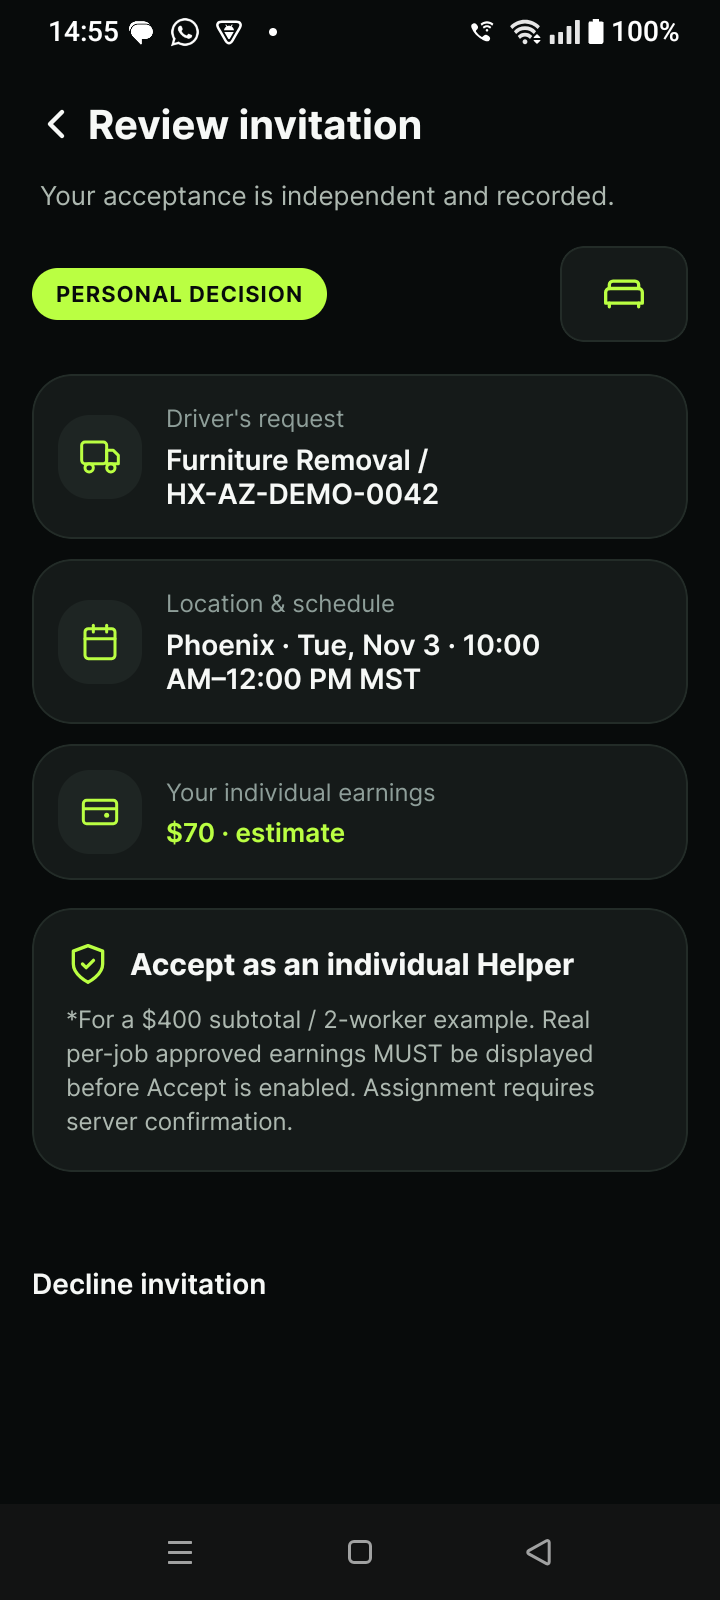 14:55
100%
Review invitation
Your acceptance is independent and recorded.
PERSONAL DECISION
Driver's request
Furniture Removal /
HX-AZ-DEMO-0042
Location & schedule
Phoenix · Tue, Nov 3 · 10:00
AM–12:00 PM MST
Your individual earnings
$70 · estimate
Accept as an individual Helper
*For a $400 subtotal / 2-worker example. Real
per-job approved earnings MUST be displayed
before Accept is enabled. Assignment requires
server confirmation.
Decline invitation